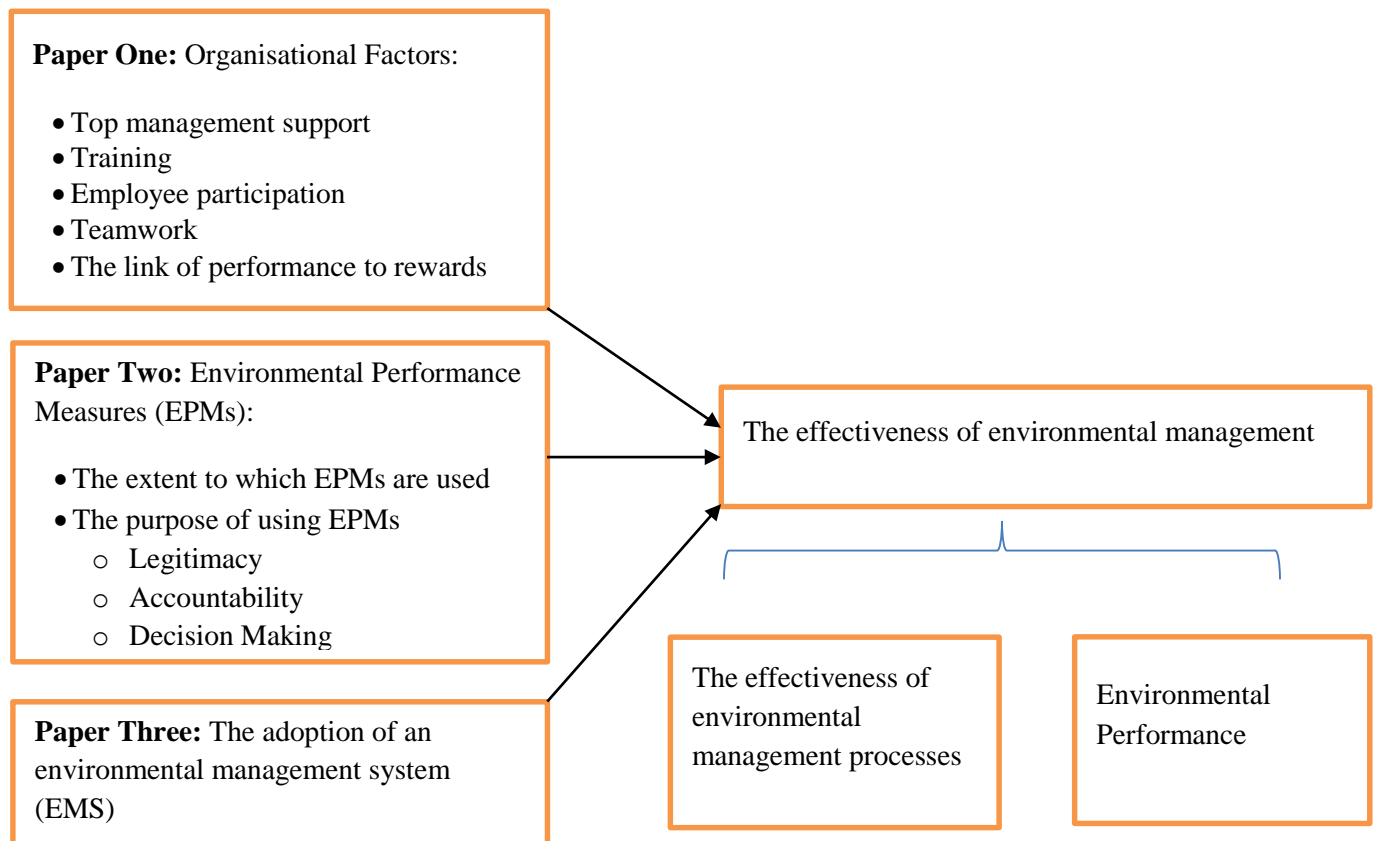 Paper One: Organisational Factors:
• Top management support
• Training
• Employee participation
• Teamwork
• The link of performance to rewards
Paper Two: Environmental Performance
Measures (EPMs):
• The extent to which EPMs are used
• The purpose of using EPMs
o Legitimacy
o Accountability
o Decision Making
Paper Three: The adoption of an
environmental management system
(EMS)
The effectiveness of environmental management
The effectiveness of
environmental
management processes
Environmental
Performance